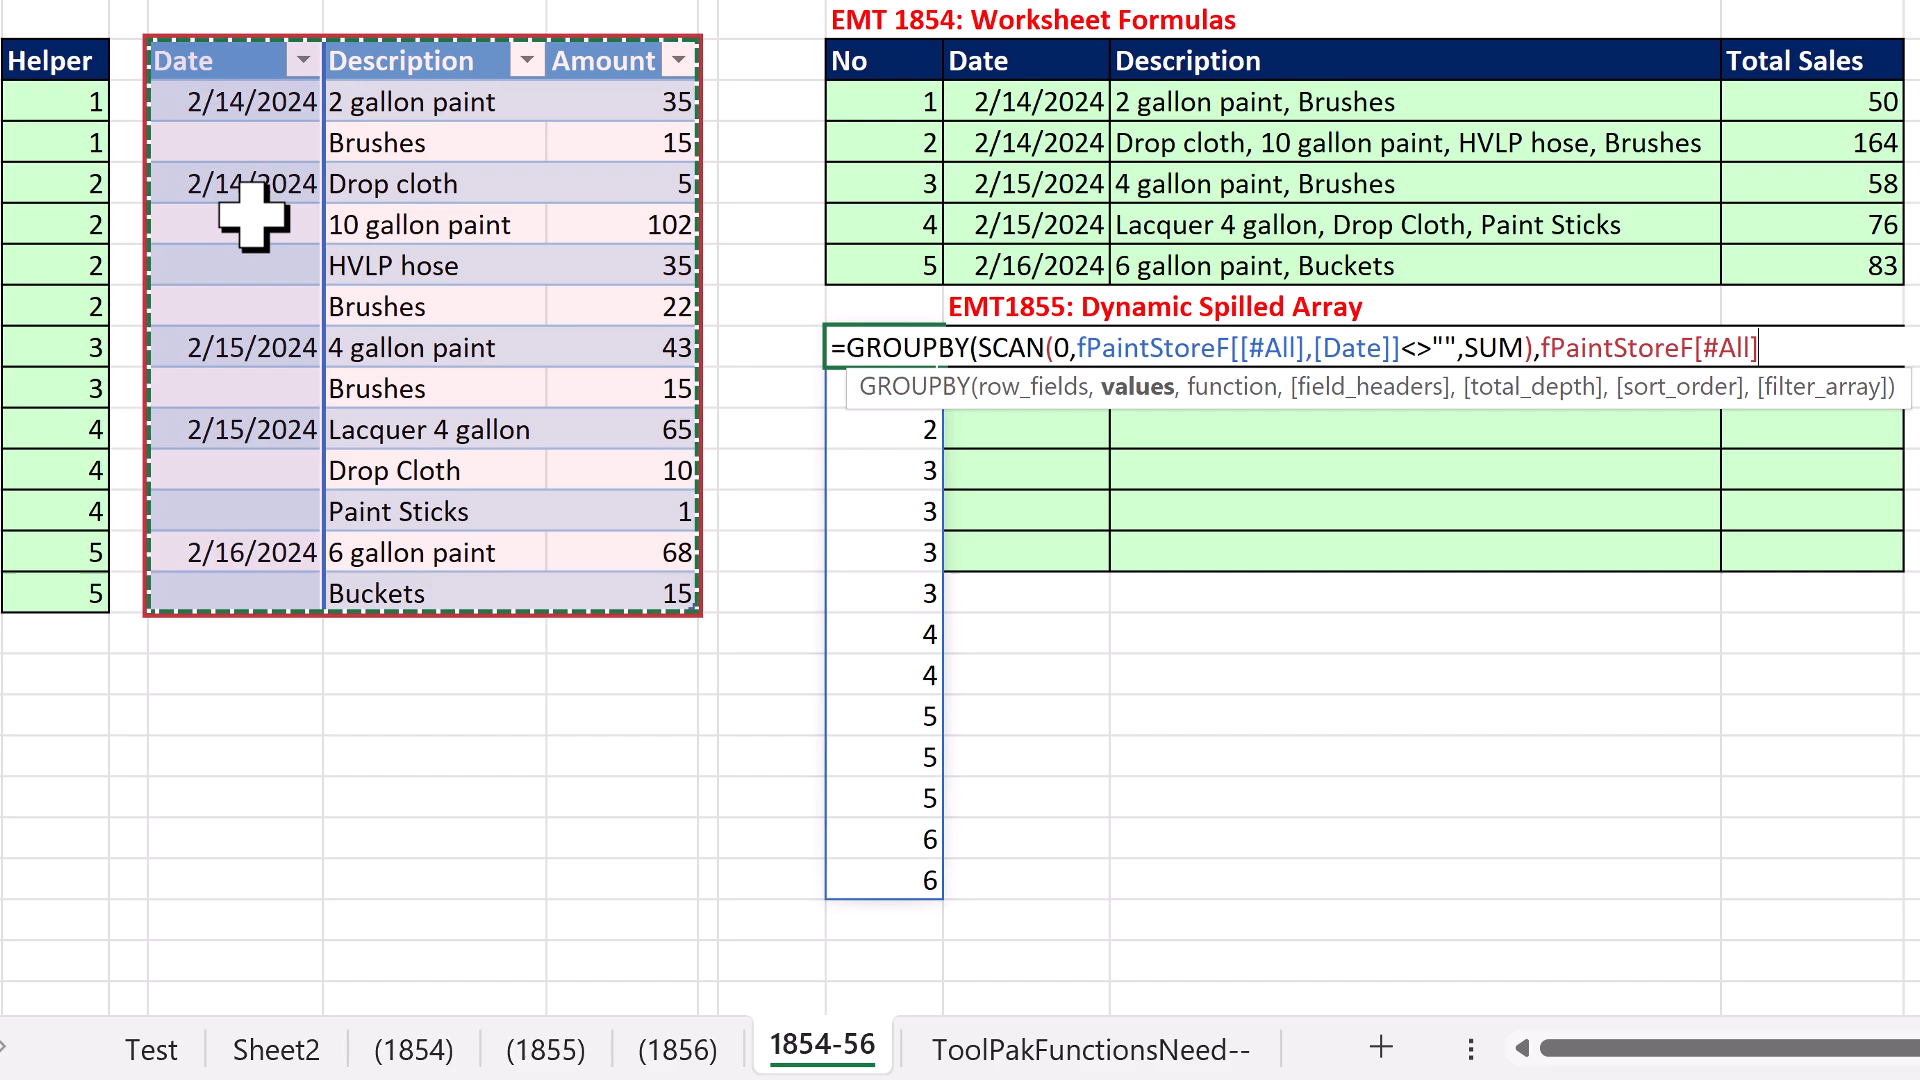 EMT 1854: Worksheet Formulas
Helper Date Description Amount No Date Description Total Sales
1 2/14/2024 2 gallon paint 35 1 2/14/2024 2 gallon paint, Brushes 50
1 Brushes 15 2 2/14/2024 Drop cloth, 10 gallon paint, HVLP hose, Brushes 164
2 2/14/2024 Drop cloth 5 3 2/15/2024 4 gallon paint, Brushes 58
2 10 gallon paint 102 4 2/15/2024 Lacquer 4 gallon, Drop Cloth, Paint Sticks 76
2 HVLP hose 35 5 2/16/2024 6 gallon paint, Buckets 83
2 Brushes 22 EMT1855: Dynamic Spilled Array
3 2/15/2024 4 gallon paint 43 =GROUPBY(SCAN(0,fPaintStoreF[[#All],[Date]]<>"",SUM),fPaintStoreF[#All]
3 Brushes 15 GROUPBY(row_fields, values, function, [field_headers], [total_depth], [sort_order], [filter_array])
4 2/15/2024 Lacquer 4 gallon 65 2
4 Drop Cloth 10 3
4 Paint Sticks 1 3
5 2/16/2024 6 gallon paint 68 3
5 Buckets 15 3
4
4
5
5
5
6
6
Test Sheet2 (1854) (1855) (1856) 1854-56 ToolPakFunctionsNeed--